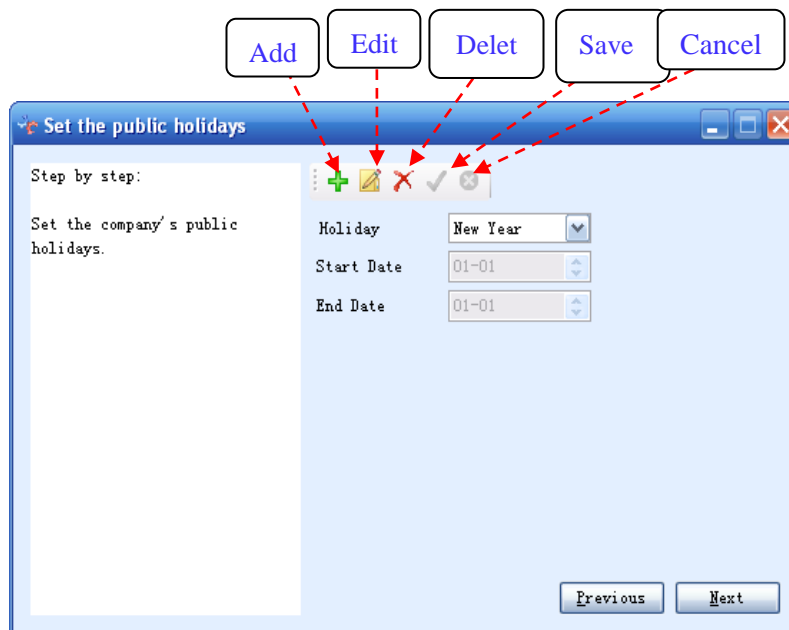 Add
Edit
Delet
Save
Cancel
Set the public holidays
Step by step:
Set the company's public
holidays.
Holiday
New Year
Start Date
01-01
End Date
01-01
Previous
Next